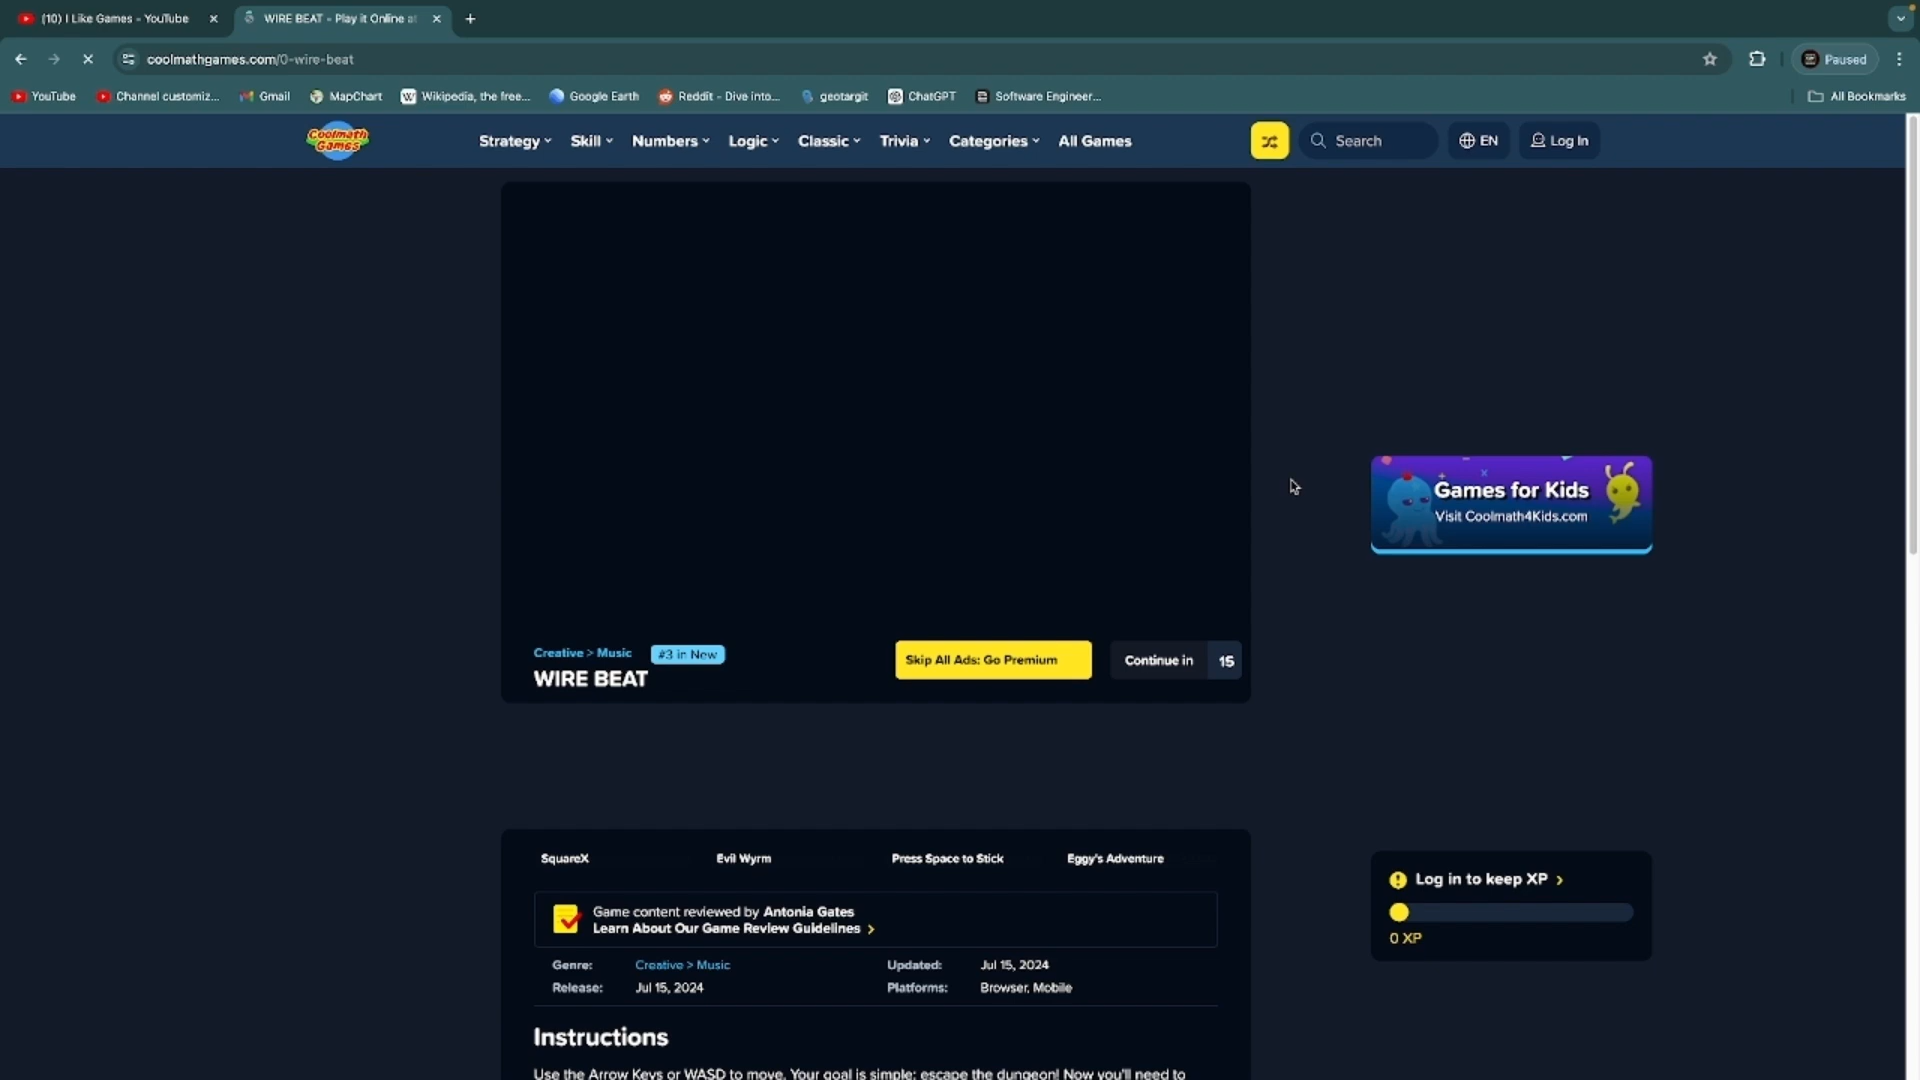 (10) I Like Games - YouTube
WIRE BEAT - Play it Online at
coolmathgames.com/0-wire-beat
Paused
YouTube
Channel customiz...
Gmail
MapChart
Wikipedia, the free...
Google Earth
Reddit - Dive into...
geotargit
ChatGPT
Software Engineer...
All Bookmarks
Coolmath
Games
Strategy
Skill
Numbers
Logic
Classic
Trivia
Categories
All Games
Search
EN
Log In
Games for Kids
Visit Coolmath4Kids.com
Creative > Music
#3 in New
WIRE BEAT
Skip All Ads: Go Premium
Continue in 15
SquareX
Evil Wyrm
Press Space to Stick
Eggy's Adventure
Game content reviewed by Antonia Gates
Learn About Our Game Review Guidelines >
Log in to keep XP >
0 XP
Genre: Creative > Music
Updated: Jul 15, 2024
Release: Jul 15, 2024
Platforms: Browser, Mobile
Instructions
Use the Arrow Keys or WASD to move. Your goal is simple: escape the dungeon! Now you'll need to